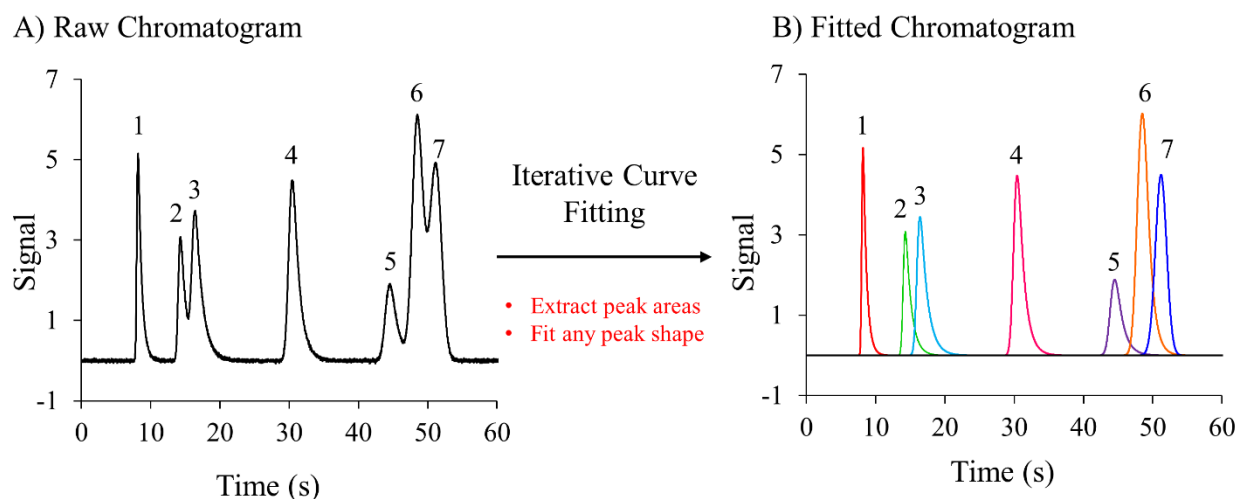 A) Raw Chromatogram
7
5
3
1
-1
Signal
1
2
3
4
5
6
7
0 10 20 30 40 50 60
Time (s)
Iterative Curve
Fitting
• Extract peak areas
• Fit any peak shape
B) Fitted Chromatogram
7
5
3
1
-1
Signal
1
2
3
4
5
6
7
0 10 20 30 40 50 60
Time (s)